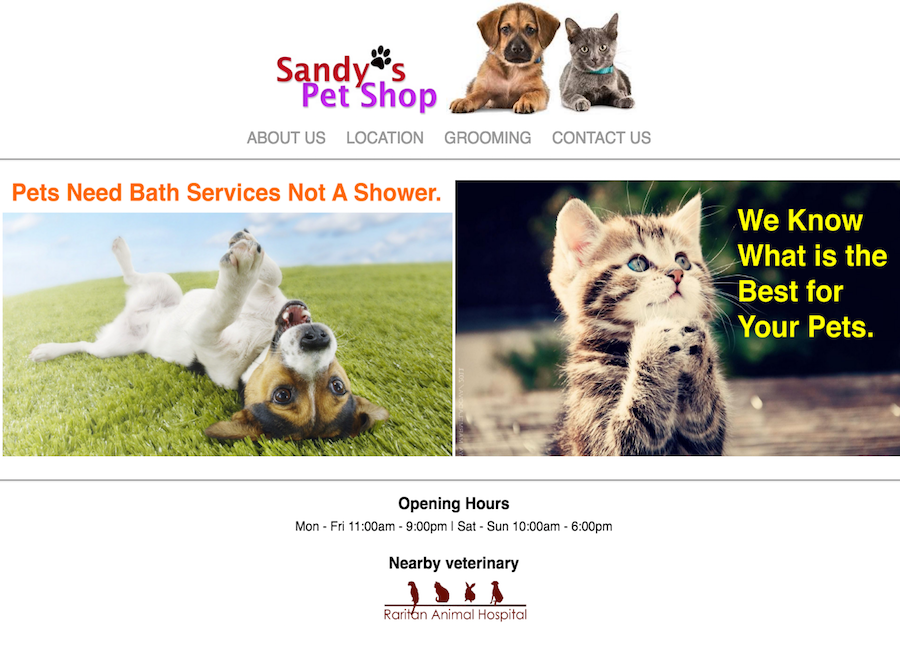 Sandy's
Pet Shop
ABOUT US LOCATION GROOMING CONTACT US
Pets Need Bath Services Not A Shower.
We Know
What is the
Best for
Your Pets.
Opening Hours
Mon - Fri 11:00am - 9:00pm | Sat - Sun 10:00am - 6:00pm
Nearby veterinary
Raritan Animal Hospital